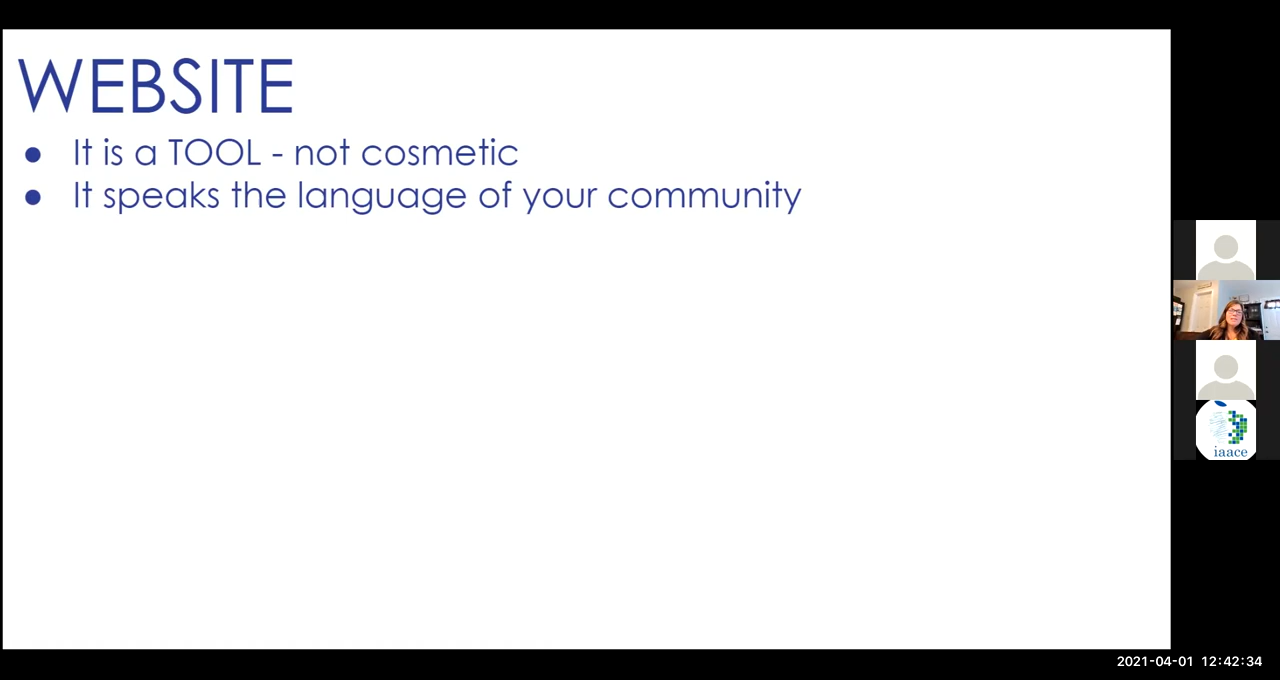 WEBSITE
● It is a TOOL - not cosmetic
● It speaks the language of your community
iaace
2021-04-01 12:42:34